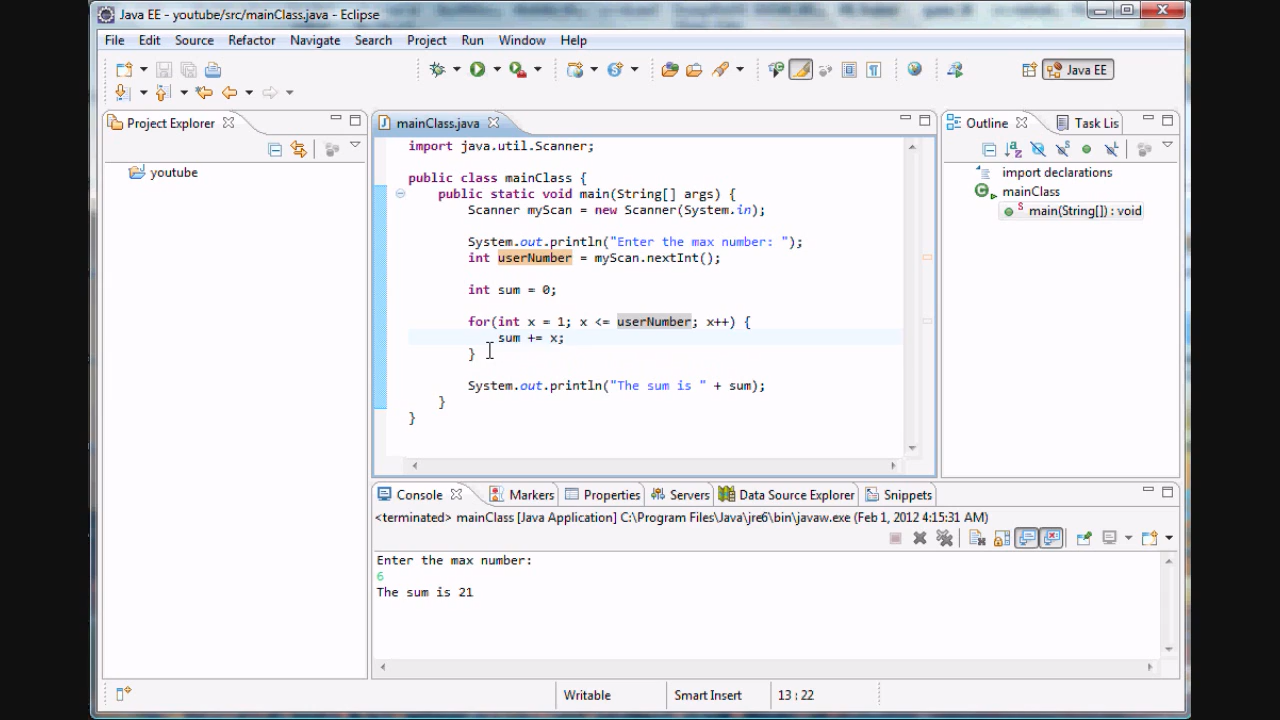 Java EE - youtube/src/mainClass.java - Eclipse
File Edit Source Refactor Navigate Search Project Run Window Help
Java EE
Project Explorer
youtube
mainClass.java
import java.util.Scanner;
public class mainClass {
public static void main(String[] args) {
Scanner myScan = new Scanner(System.in);
System.out.println("Enter the max number: ");
int userNumber = myScan.nextInt();
int sum = 0;
for(int x = 1; x <= userNumber; x++) {
sum += x;
}
System.out.println("The sum is " + sum);
}
}
Outline Task Lis
import declarations
mainClass
main(String[]) : void
Console Markers Properties Servers Data Source Explorer Snippets
<terminated> mainClass [Java Application] C:\Program Files\Java\jre6\bin\javaw.exe (Feb 1, 2012 4:15:31 AM)
Enter the max number:
6
The sum is 21
Writable Smart Insert 13 : 22